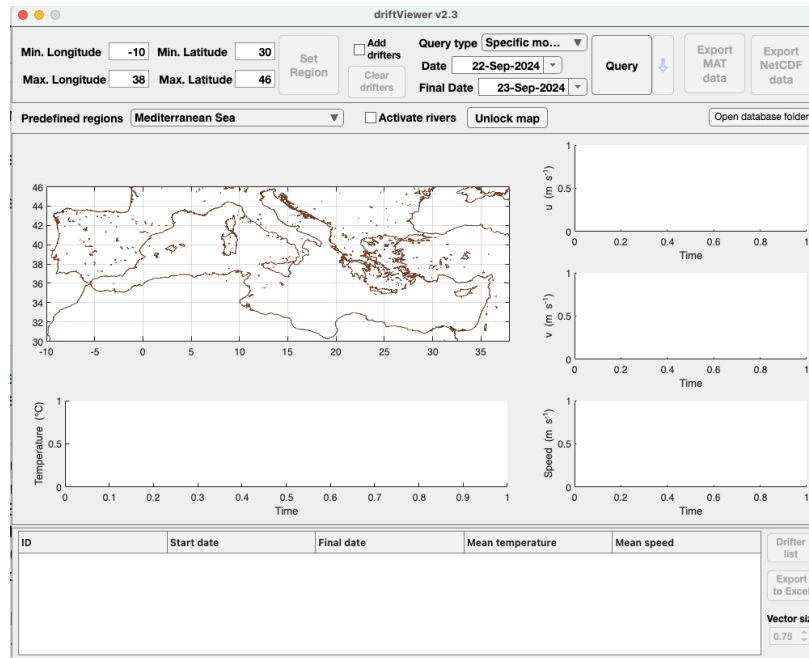 driftViewer v2.3
Min. Longitude -10 Min. Latitude 30
Max. Longitude 38 Max. Latitude 46
Set Region
Add drifters
Clear drifters
Query type Specific mo...
Date 22-Sep-2024
Final Date 23-Sep-2024
Query
Export MAT data
Export NetCDF data
Predefined regions Mediterranean Sea
Activate rivers
Unlock map
Open database folder
46
44
42
40
38
36
34
32
30
-10 -5 0 5 10 15 20 25 30 35
1
0.5
0
u (m s⁻¹)
0 0.2 0.4 0.6 0.8 1
Time
1
0.5
0
v (m s⁻¹)
0 0.2 0.4 0.6 0.8 1
Time
1
0.5
0
Temperature (°C)
0 0.1 0.2 0.3 0.4 0.5 0.6 0.7 0.8 0.9 1
Time
1
0.5
0
Speed (m s⁻¹)
0 0.2 0.4 0.6 0.8 1
Time
ID Start date Final date Mean temperature Mean speed
Drifter list
Export to Excel
Vector siz
0.75